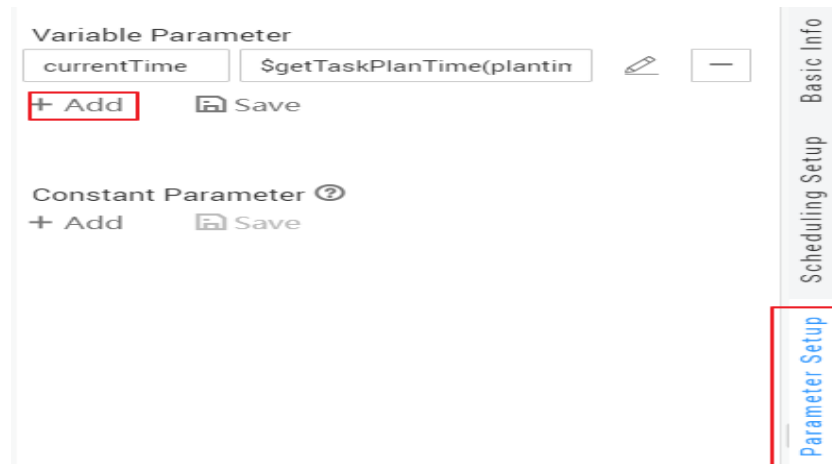 Variable Parameter
currentTime $getTaskPlanTime(plantin
+ Add Save
Constant Parameter ?
+ Add Save
Basic Info
Scheduling Setup
Parameter Setup